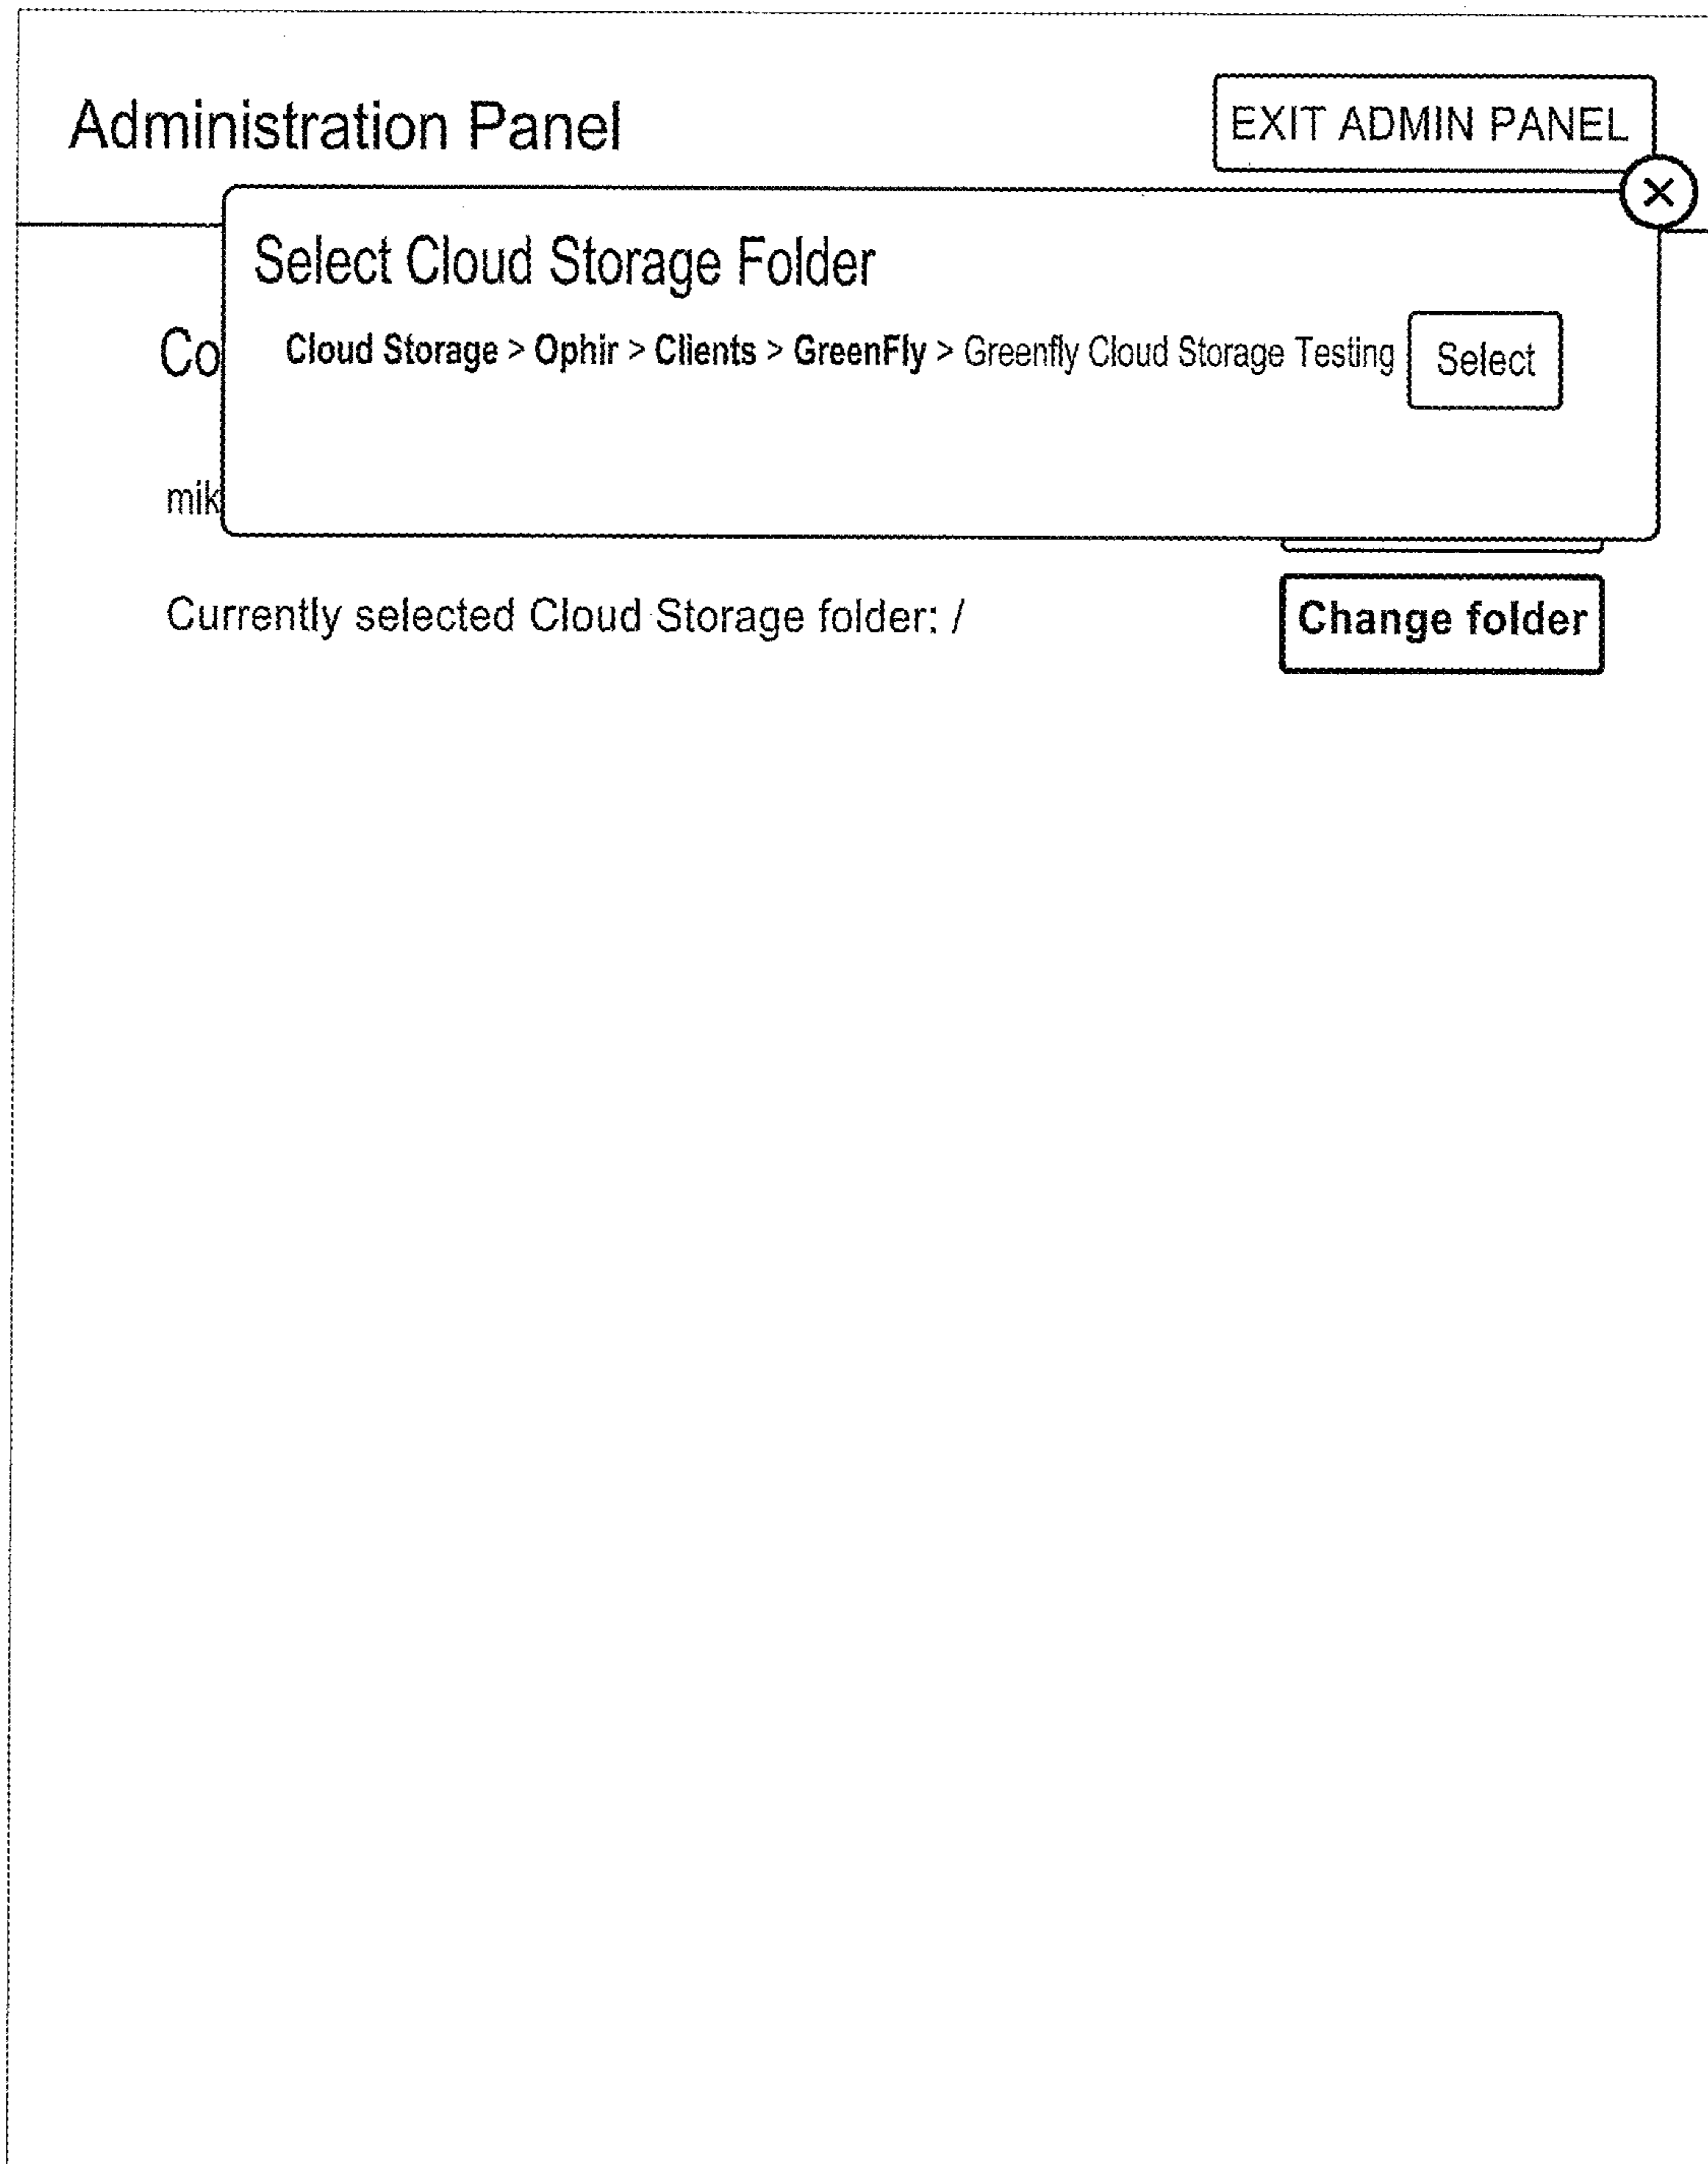 Administration Panel
EXIT ADMIN PANEL
Select Cloud Storage Folder
Co
Cloud Storage > Ophir > Clients > GreenFly > Greenfly Cloud Storage Testing
Select
mik
Currently selected Cloud Storage folder: /
Change folder